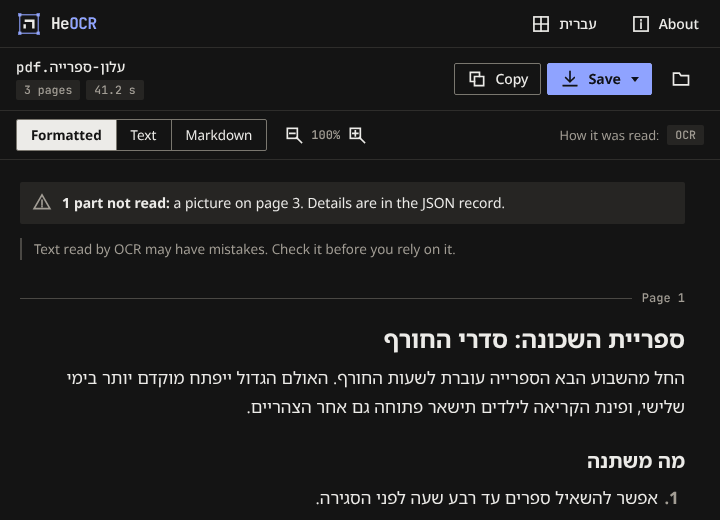 HeOCR
עברית
About
עלון-ספרייה.pdf
3 pages 41.2 s
Copy
Save
Formatted Text Markdown
100%
How it was read: OCR
1 part not read: a picture on page 3. Details are in the JSON record.
Text read by OCR may have mistakes. Check it before you rely on it.
Page 1
ספריית השכונה: סדרי החורף
החל מהשבוע הבא הספרייה עוברת לשעות החורף. האולם הגדול ייפתח מוקדם יותר בימי
שלישי, ופינת הקריאה לילדים תישאר פתוחה גם אחר הצהריים.
מה משתנה
1. אפשר להשאיל ספרים עד רבע שעה לפני הסגירה.